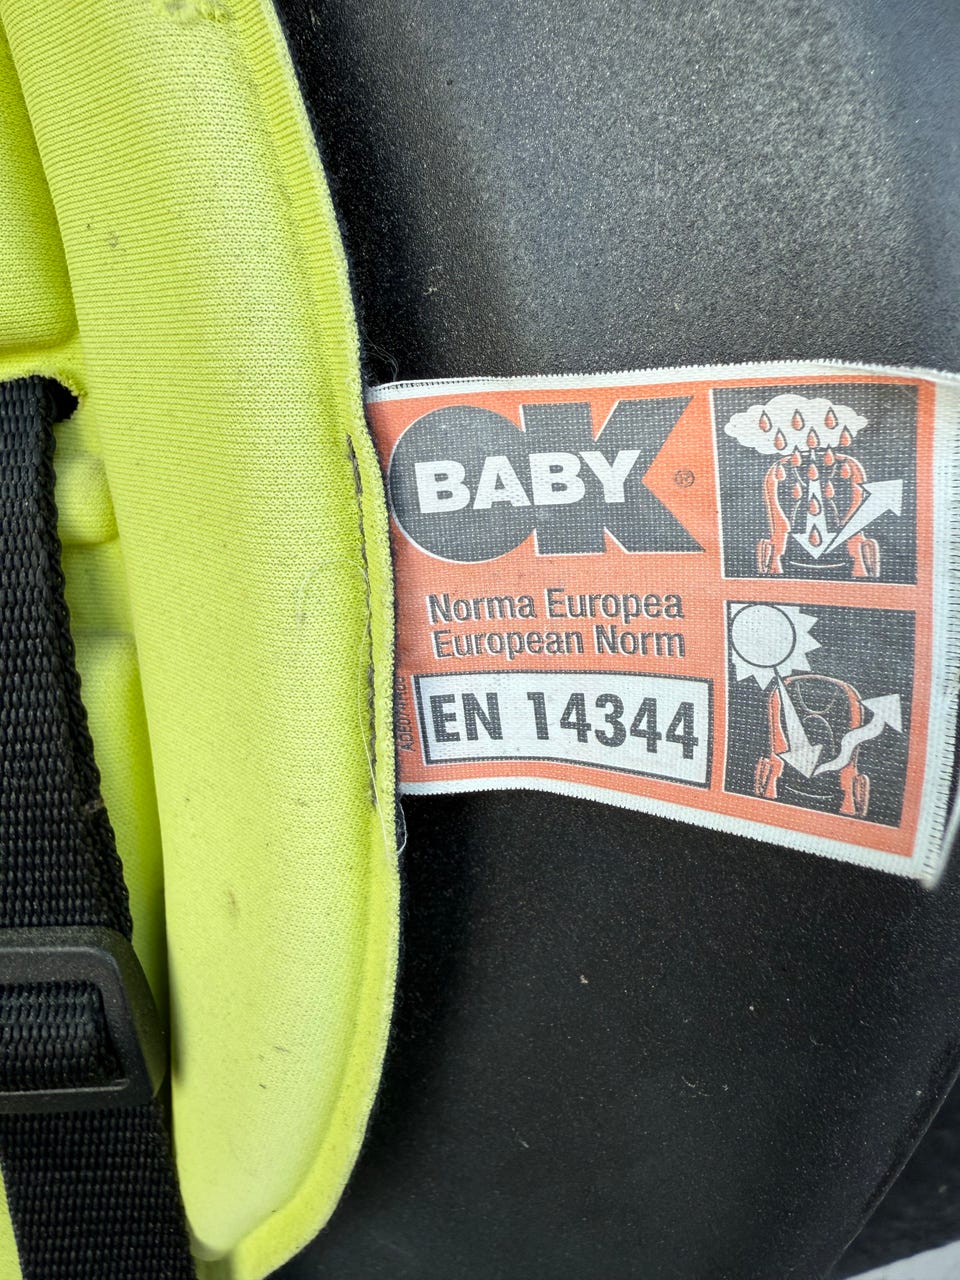 OK
BABY
®
Norma Europea
European Norm
EN 14344